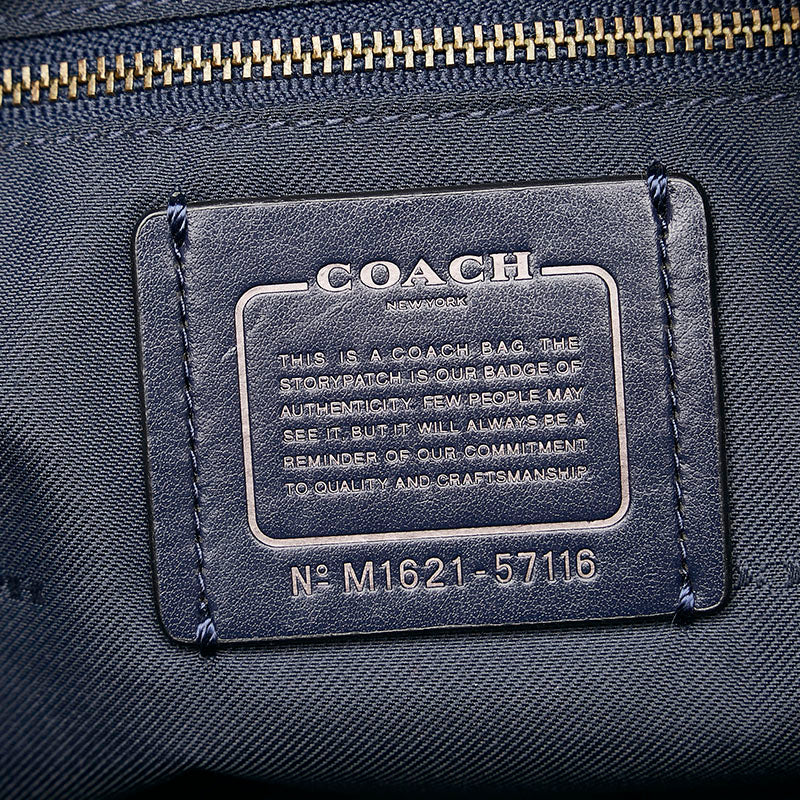 COACH
NEW YORK
THIS IS A COACH BAG. THE
STORYPATCH IS OUR BADGE OF
AUTHENTICITY. FEW PEOPLE MAY
SEE IT, BUT IT WILL ALWAYS BE A
REMINDER OF OUR COMMITMENT
TO QUALITY AND CRAFTSMANSHIP
Nº M1621-57116